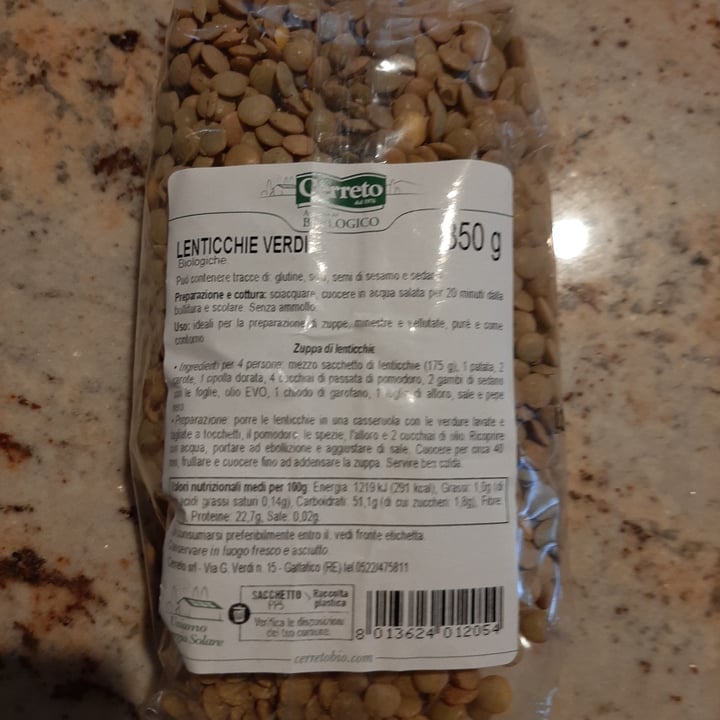 Cerreto
dal 1976
BIOLOGICO
LENTICCHIE VERDI
350 g
Biologiche
Può contenere tracce di: glutine, semi di sesamo e
Preparazione e cottura: sciacquare, cuocere in acqua salata per 20 minuti dalla
bollitura e scolare. Senza ammollo.
Uso: ideali per la preparazione di zuppe, minestre e vellutate, purè e come
contorno
Zuppa di lenticchie
• Ingredienti per 4 persone: mezzo sacchetto di lenticchie (175 g), 1 patata, 2
carote, 1 cipolla dorata, 4 cucchiai di passata di pomodoro, 2 gambi di sedano
con le foglie, olio EVO, 1 chiodo di garofano, 1 foglia di alloro, sale e pepe
nero
• Preparazione: porre le lenticchie in una casseruola con le verdure lavate e
tagliate a tocchetti, il pomodoro, le spezie, l'alloro e 2 cucchiai di olio. Ricoprire
con acqua, portare ad ebollizione e aggiustare di sale. Cuocere per circa 40
frullare e cuocere fino ad addensare la zuppa. Servire ben calda.
valori nutrizionali medi per 100g: Energia: 1219 kJ (291 kcal), Grassi: 1,0g (di
acidi grassi saturi 0,14g), Carboidrati: 51,1g (di cui zuccheri: 1,8g), Fibre:
Proteine: 22,7g, Sale: 0,02g
consumarsi preferibilmente entro il: vedi fronte etichetta.
Conservare in luogo fresco e asciutto.
Cerreto srl - Via G. Verdi n. 15 - Gattatico (RE) tel 0522/475811
SACCHETTO
PP5
Raccolta
plastica
Verifica le disposizioni
del tuo comune
Usiamo
Energia Solare
8 013624 012054
cerretobio.com